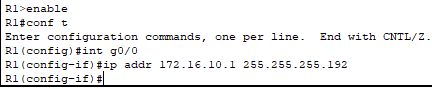 R1>enable
R1#conf t
Enter configuration commands, one per line.  End with CNTL/Z.
R1(config)#int g0/0
R1(config-if)#ip addr 172.16.10.1 255.255.255.192
R1(config-if)#